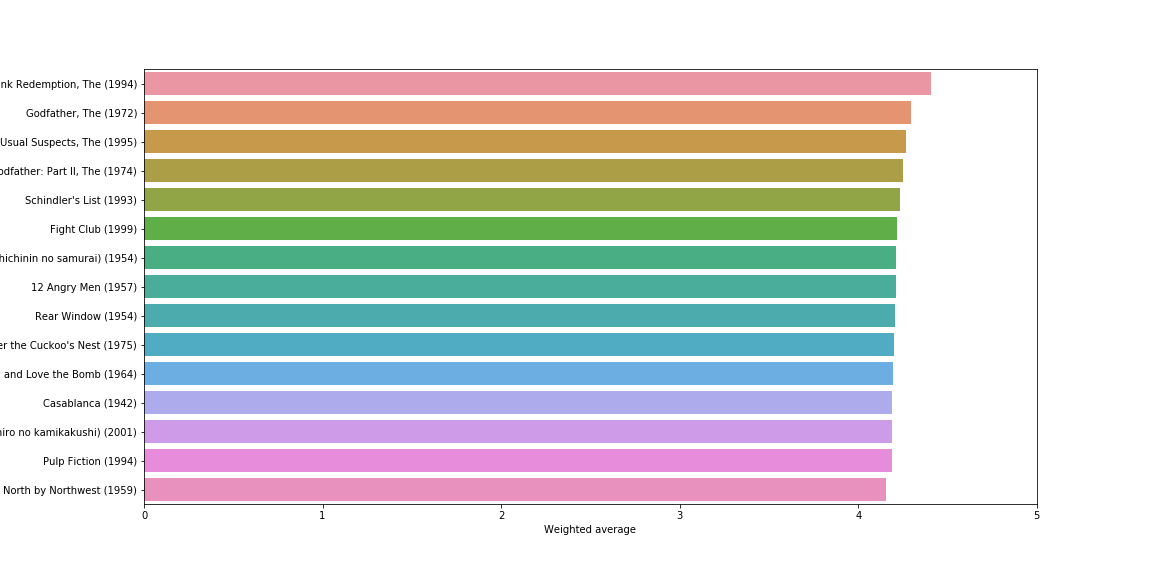 nk Redemption, The (1994)
Godfather, The (1972)
Usual Suspects, The (1995)
odfather: Part II, The (1974)
Schindler's List (1993)
Fight Club (1999)
hichinin no samurai) (1954)
12 Angry Men (1957)
Rear Window (1954)
er the Cuckoo's Nest (1975)
and Love the Bomb (1964)
Casablanca (1942)
hiro no kamikakushi) (2001)
Pulp Fiction (1994)
North by Northwest (1959)
0 1 2 3 4 5
Weighted average